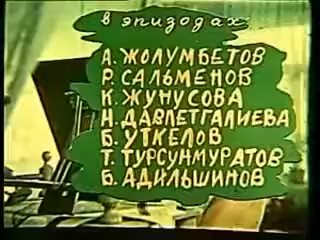 в эпизодах:
А. ЖОЛУМБЕТОВ
Р. САЛЬМЕНОВ
К. ЖУНУСОВА
Н. ДАВЛЕТГАЛИЕВА
Б. УТКЕЛОВ
Т. ТУРСУНМУРАТОВ
Б. АДИЛЬШИНОВ